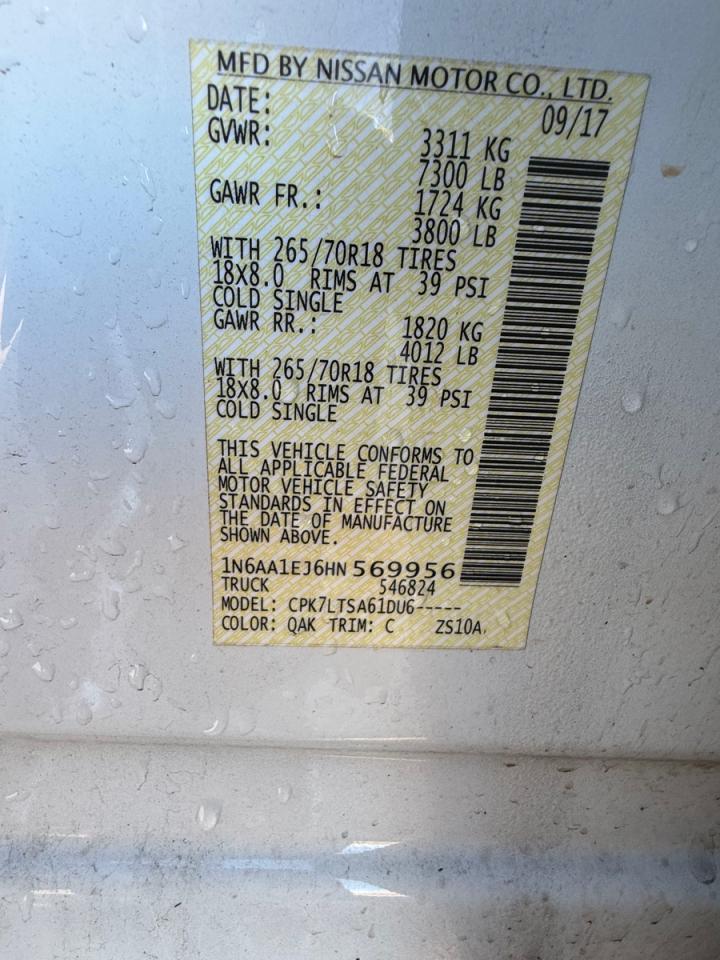 MFD BY NISSAN MOTOR CO., LTD.
DATE: 09/17
GVWR: 3311 KG
7300 LB
GAWR FR.: 1724 KG
3800 LB
WITH 265/70R18 TIRES
18X8.0 RIMS AT 39 PSI
COLD SINGLE
GAWR RR.: 1820 KG
4012 LB
WITH 265/70R18 TIRES
18X8.0 RIMS AT 39 PSI
COLD SINGLE
THIS VEHICLE CONFORMS TO
ALL APPLICABLE FEDERAL
MOTOR VEHICLE SAFETY
STANDARDS IN EFFECT ON
THE DATE OF MANUFACTURE
SHOWN ABOVE.
1N6AA1EJ6HN569956
TRUCK 546824
MODEL: CPK7LTSA61DU6-----
COLOR: QAK TRIM: C ZS10A